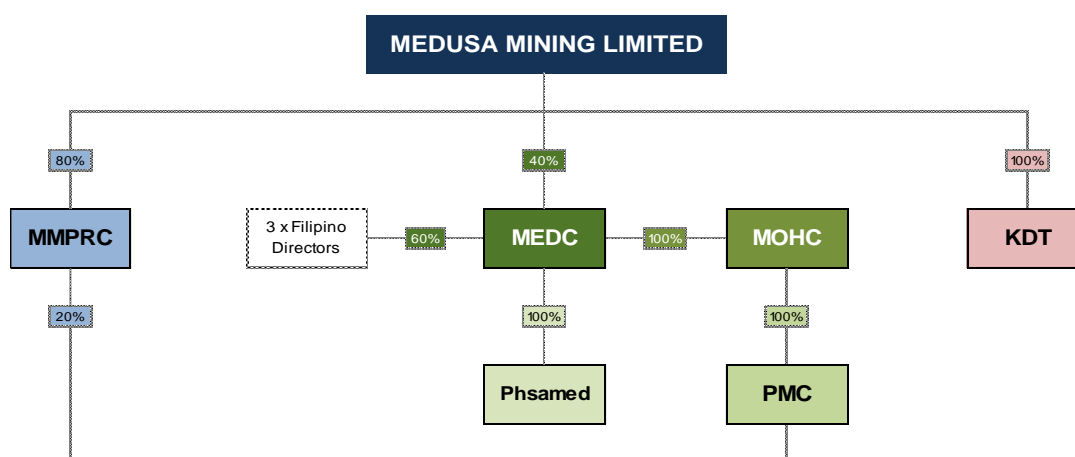 MEDUSA MINING LIMITED
80%
40%
100%
MMPRC
3 x Filipino
Directors
60%
MEDC
100%
MOHC
KDT
20%
100%
100%
Phsamed
PMC